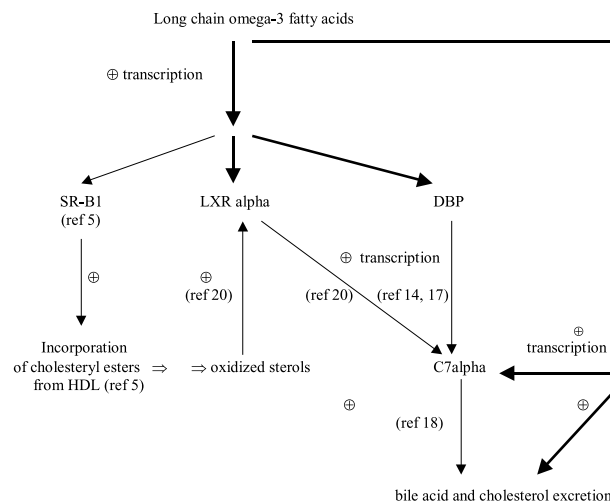 Long chain omega-3 fatty acids
⊕ transcription
SR-B1
(ref 5)
LXR alpha
DBP
⊕
⊕
(ref 20)
⊕ transcription
(ref 20)
(ref 14, 17)
⊕
transcription
Incorporation
of cholesteryl esters ⇒ ⇒ oxidized sterols
from HDL (ref 5)
C7alpha
⊕
(ref 18)
⊕
bile acid and cholesterol excretion